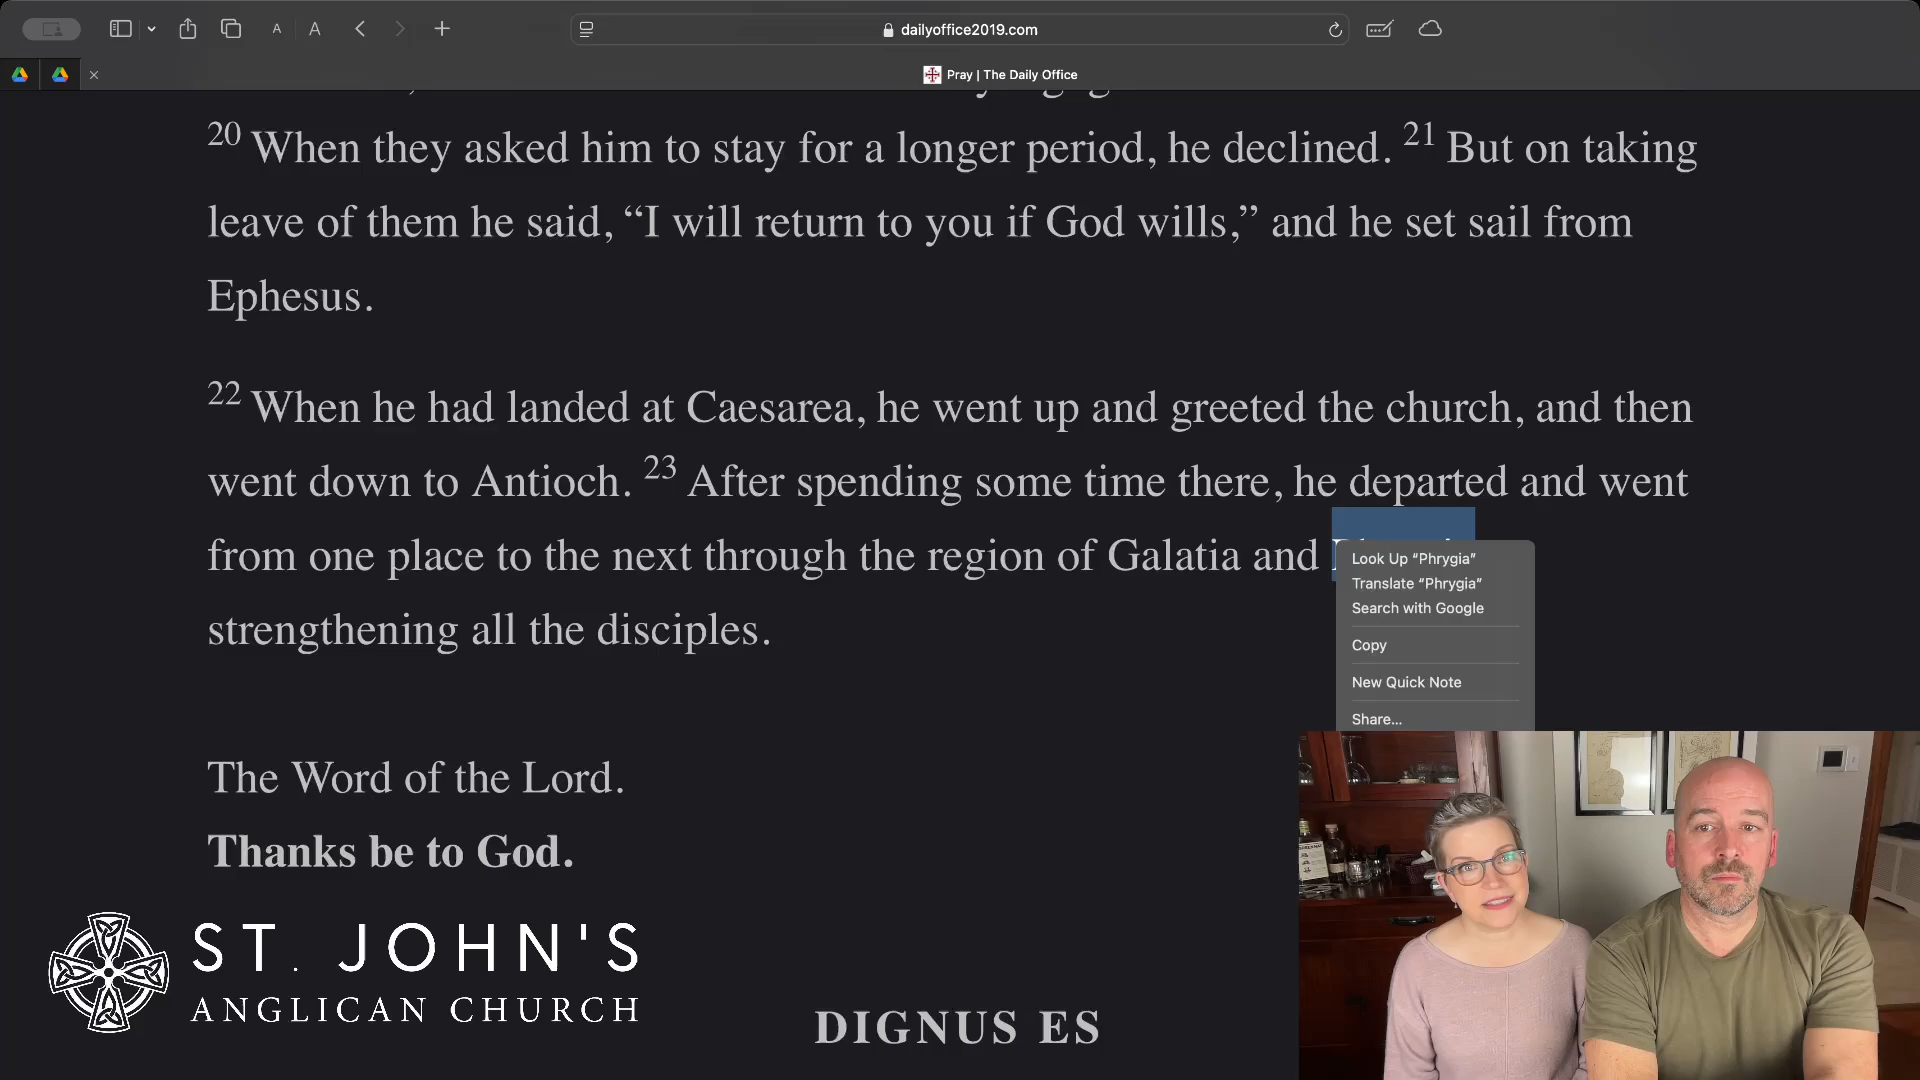 dailyoffice2019.com
Pray | The Daily Office
20 When they asked him to stay for a longer period, he declined. 21 But on taking
leave of them he said, “I will return to you if God wills,” and he set sail from
Ephesus.
22 When he had landed at Caesarea, he went up and greeted the church, and then
went down to Antioch. 23 After spending some time there, he departed and went
from one place to the next through the region of Galatia and
strengthening all the disciples.
Look Up “Phrygia”
Translate “Phrygia”
Search with Google
Copy
New Quick Note
Share...
The Word of the Lord.
Thanks be to God.
ST. JOHN'S
ANGLICAN CHURCH
DIGNUS ES